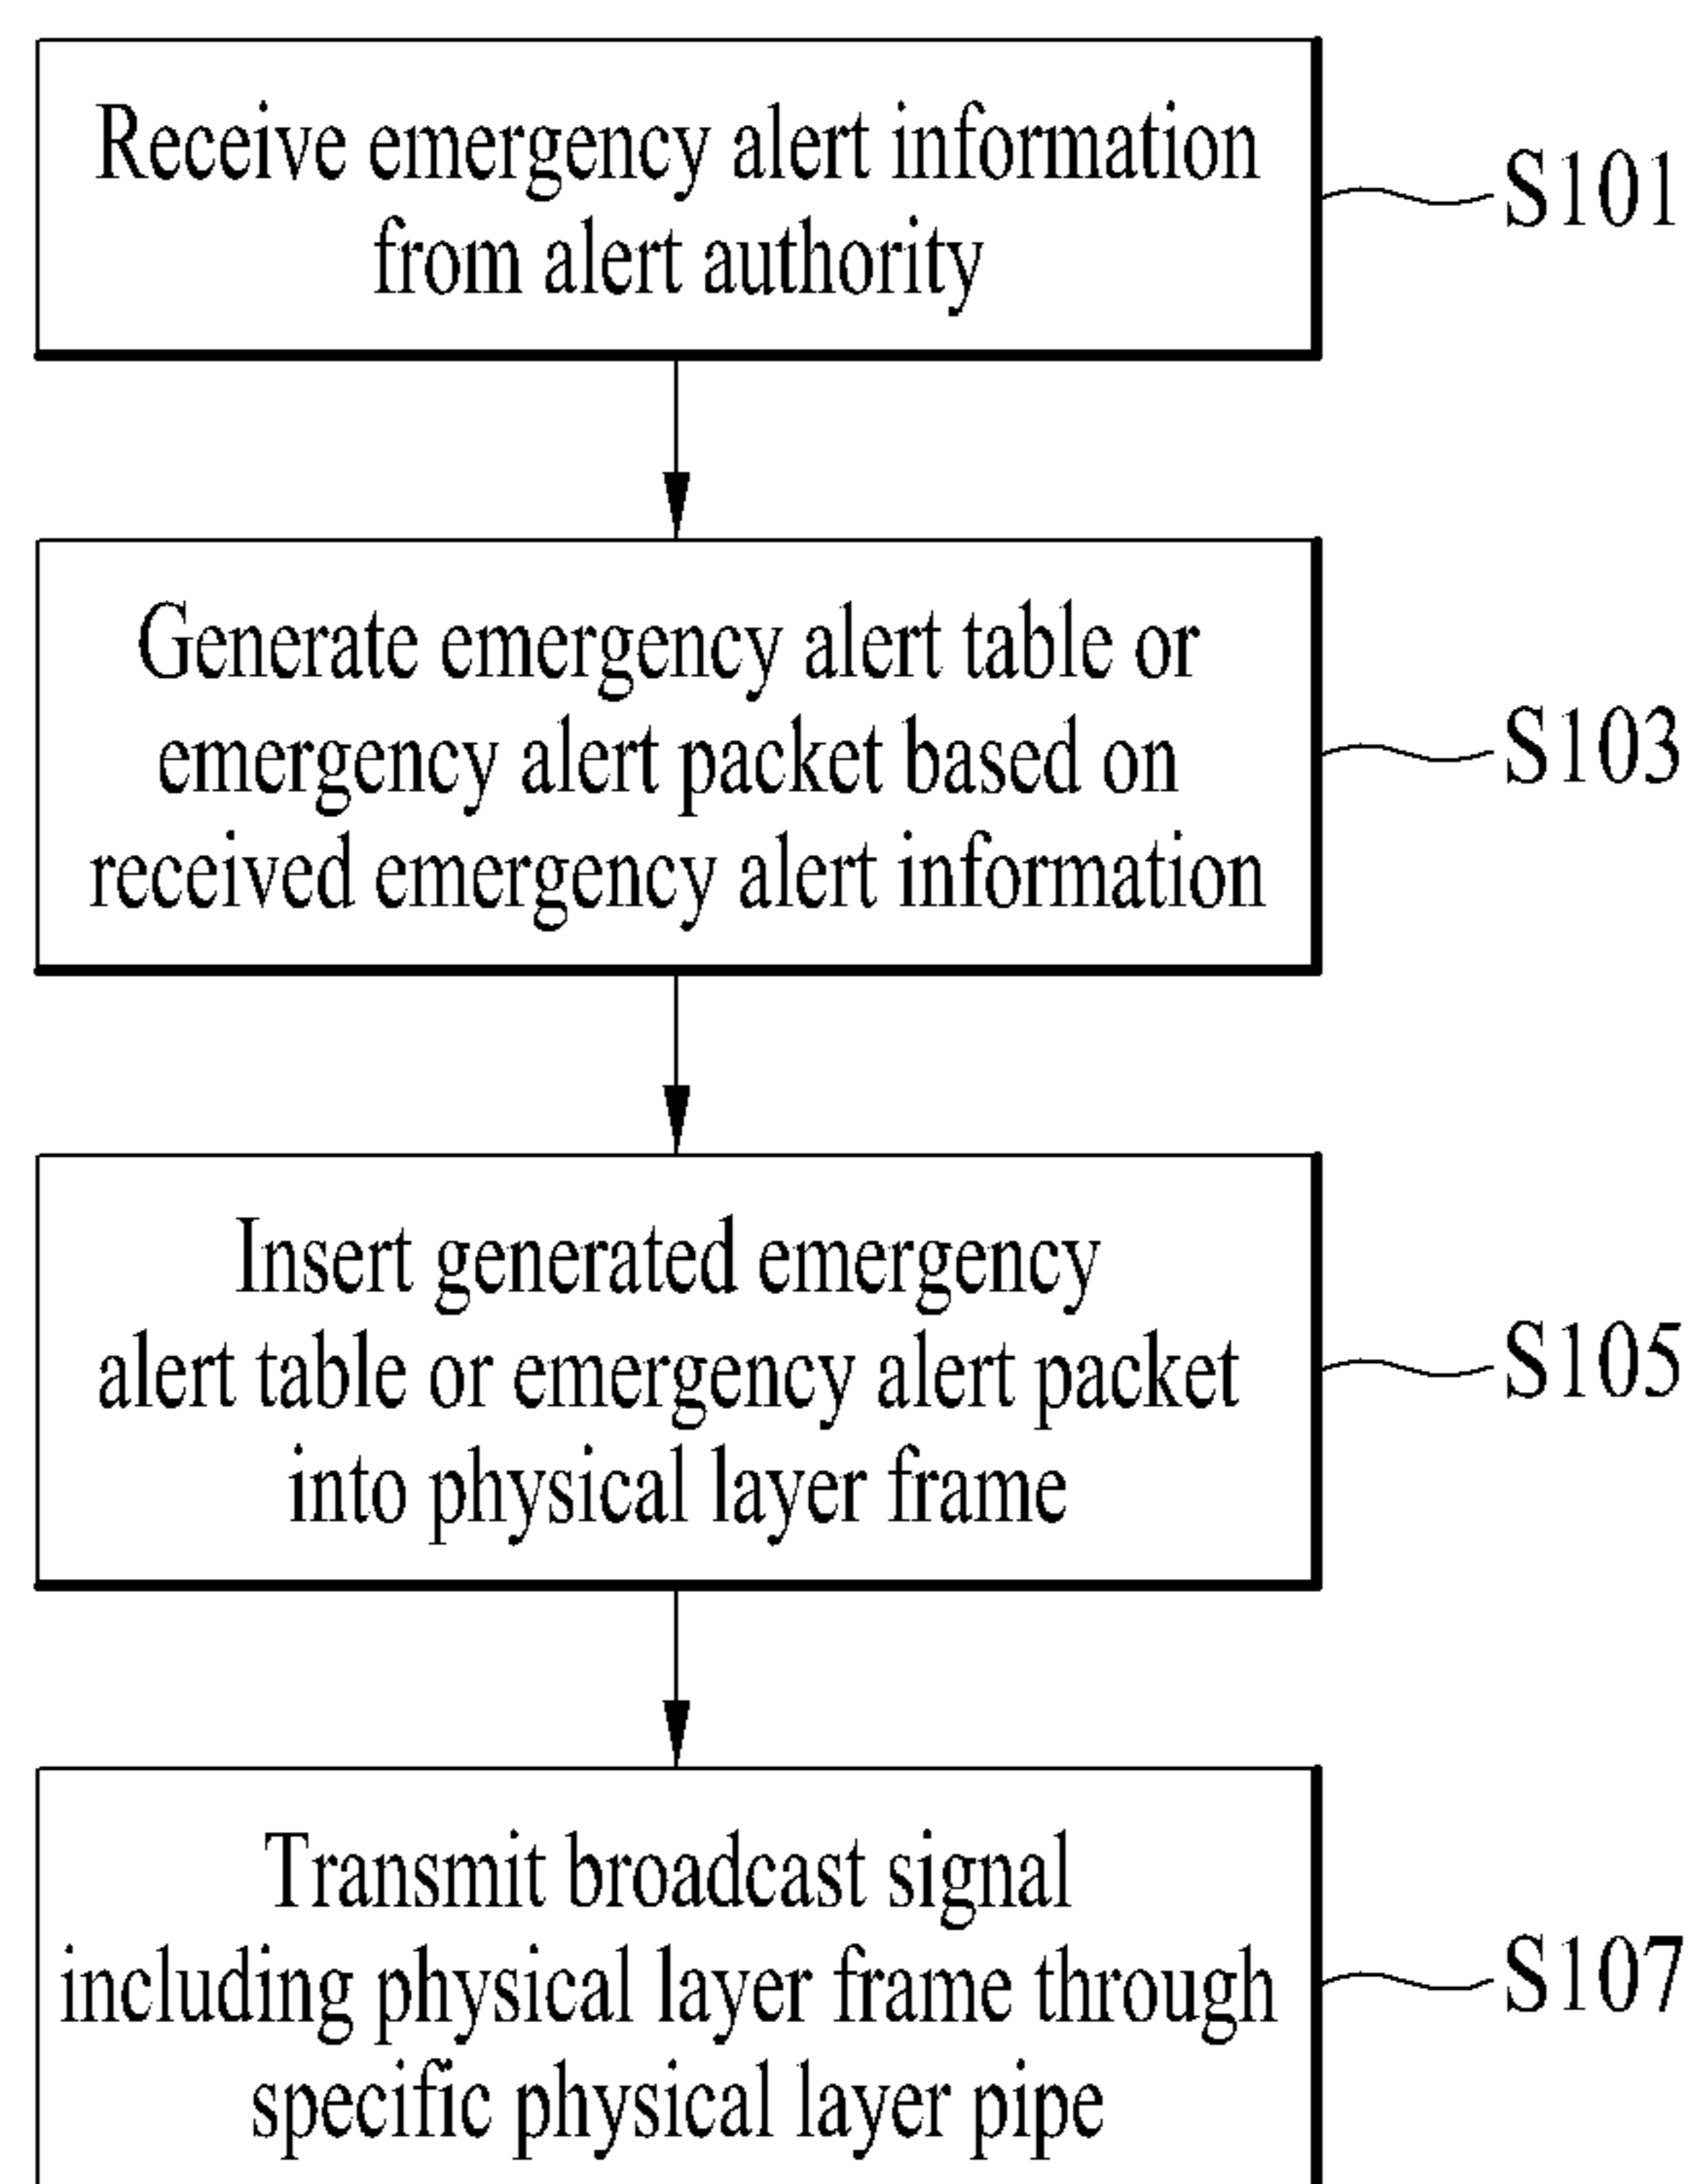 Receive emergency alert information
from alert authority
S101
Generate emergency alert table or
emergency alert packet based on
received emergency alert information
S103
Insert generated emergency
alert table or emergency alert packet
into physical layer frame
S105
Transmit broadcast signal
including physical layer frame through
specific physical layer pipe
S107